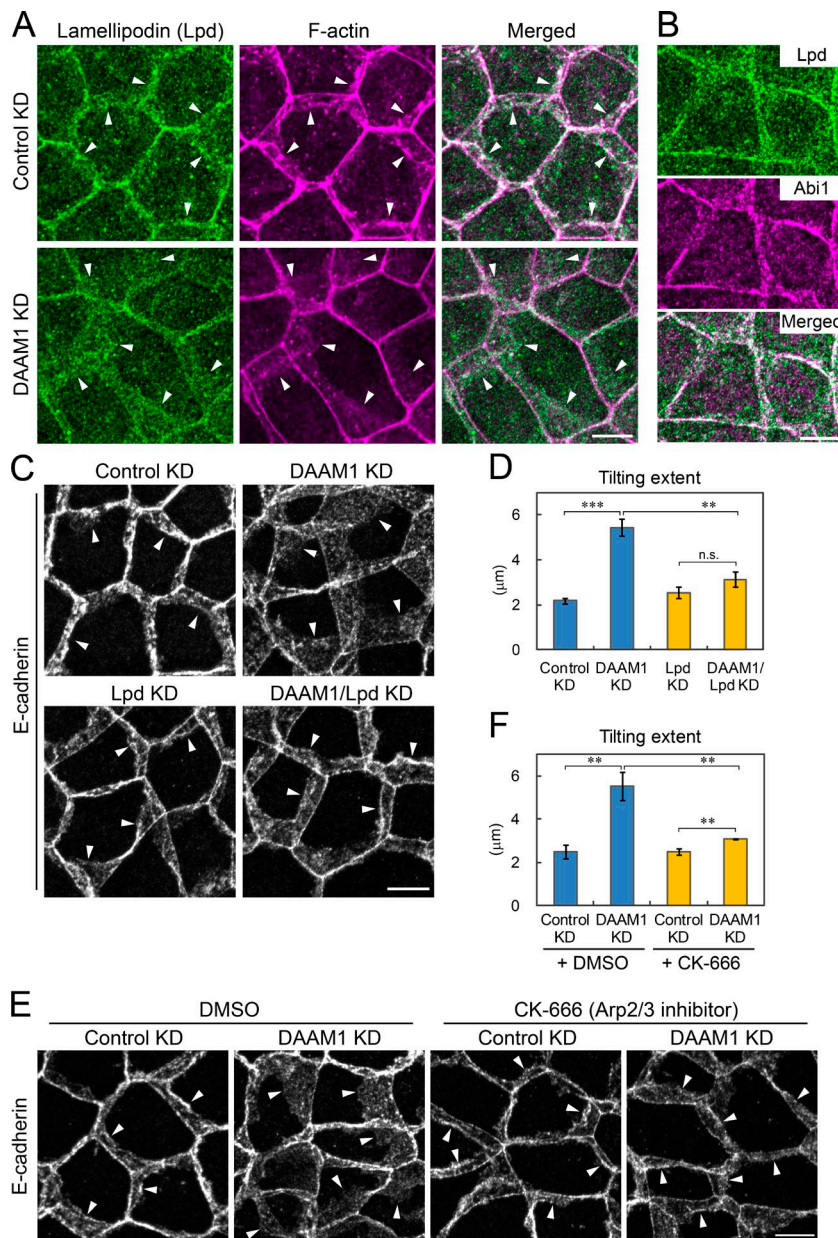 A
Lamellipodin (Lpd)
F-actin
Merged
Control KD
DAAM1 KD
B
Lpd
Abi1
Merged
C
Control KD
DAAM1 KD
Lpd KD
DAAM1/Lpd KD
E-cadherin
D
Tilting extent
***
**
n.s.
6
4
2
0
(μm)
Control KD
DAAM1 KD
Lpd KD
DAAM1/ Lpd KD
F
Tilting extent
**
**
**
6
4
2
0
(μm)
Control KD
DAAM1 KD
Control KD
DAAM1 KD
+ DMSO
+ CK-666
E
DMSO
CK-666 (Arp2/3 inhibitor)
Control KD
DAAM1 KD
Control KD
DAAM1 KD
E-cadherin